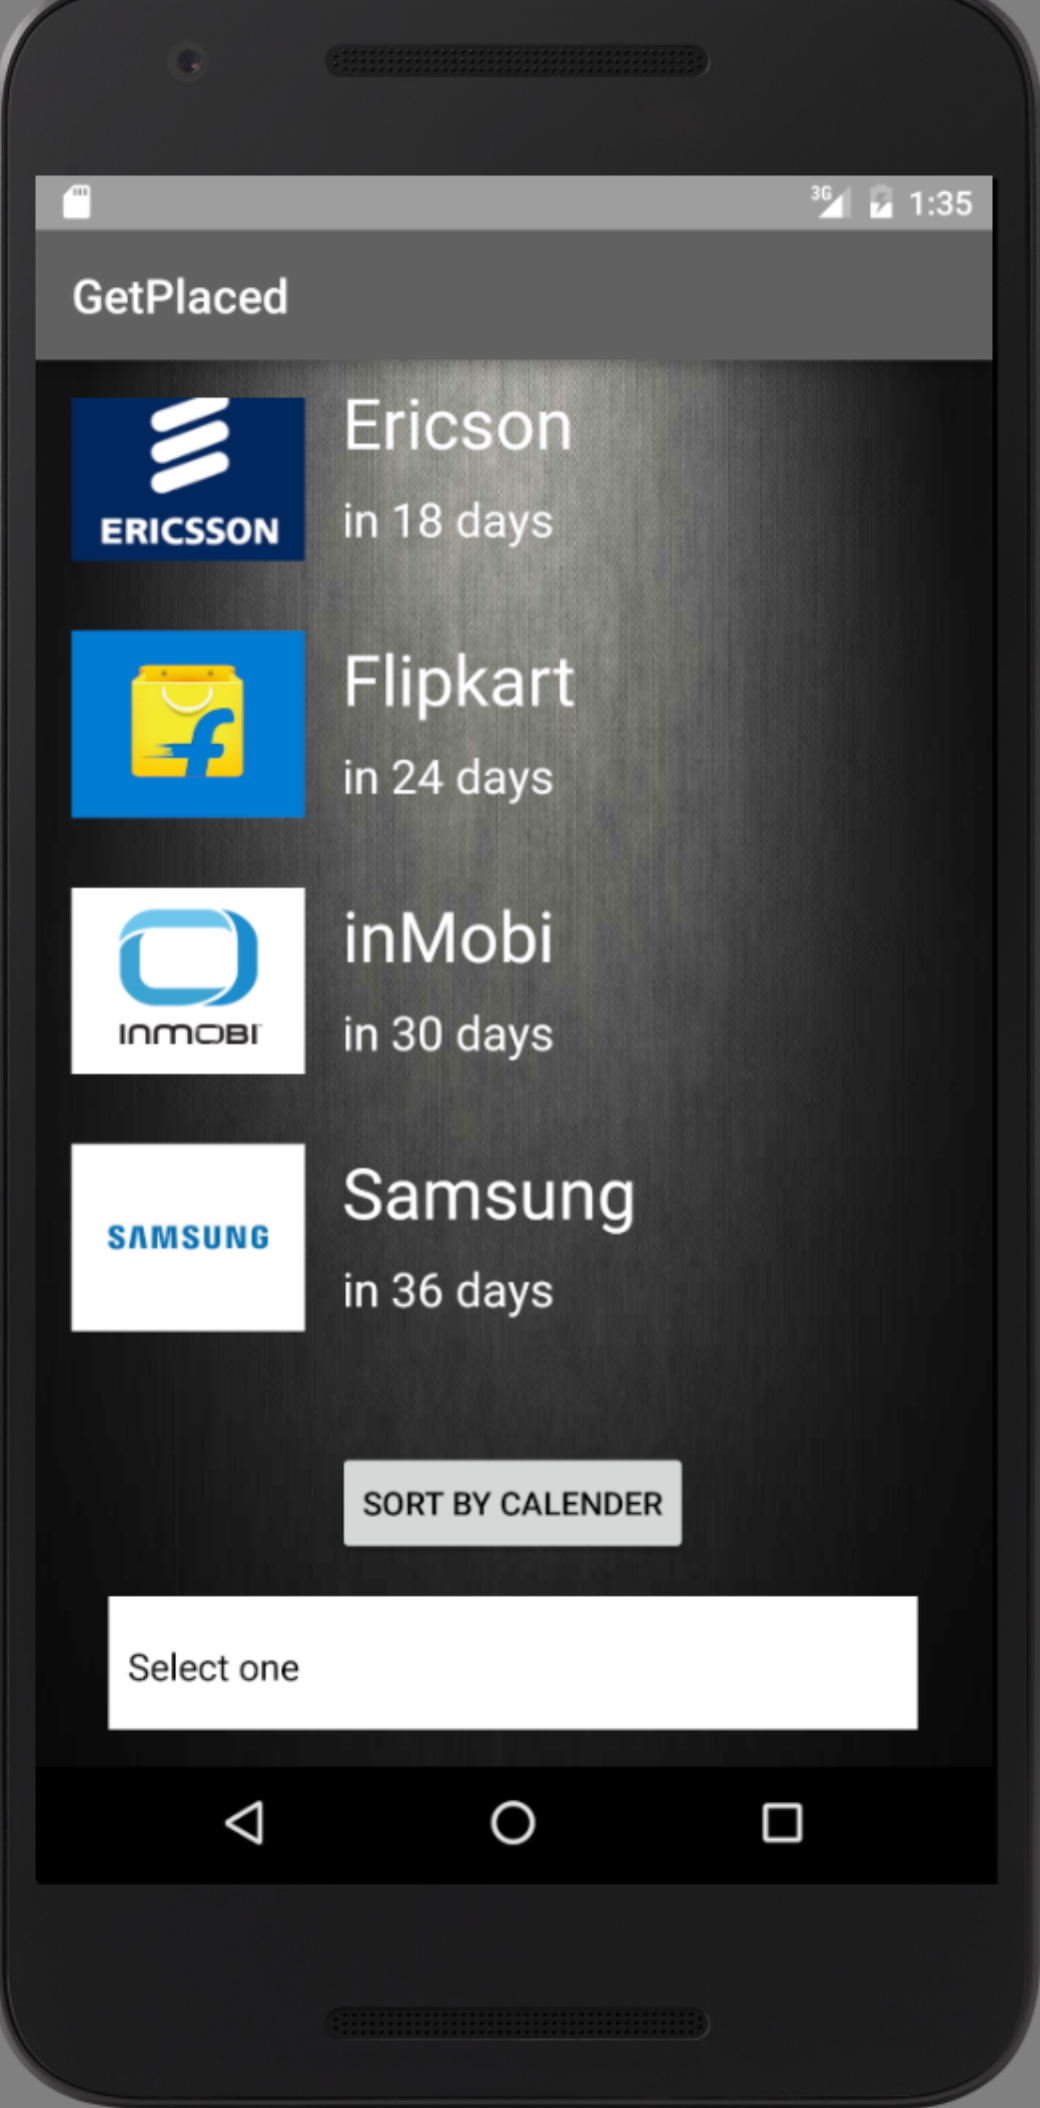 3G 1:35
GetPlaced
ERICSSON
Ericson
in 18 days
Flipkart
in 24 days
INMOBI
inMobi
in 30 days
SAMSUNG
Samsung
in 36 days
SORT BY CALENDER
Select one